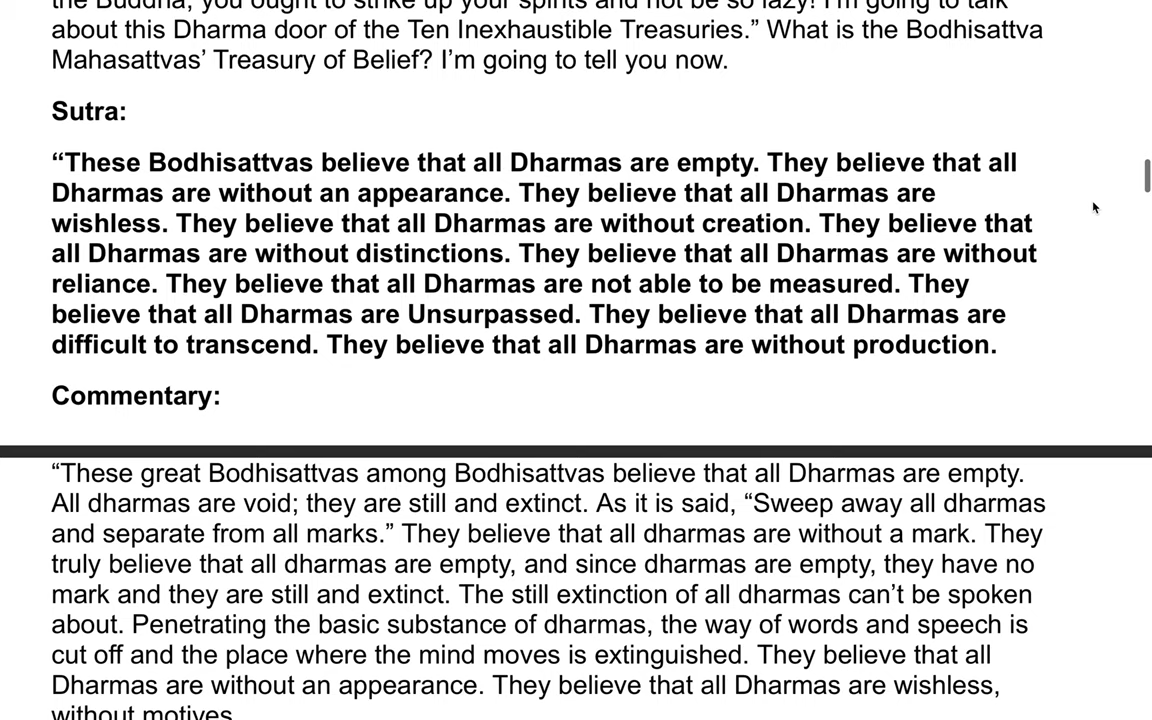 the Buddha, you ought to strike up your spirits and not be so lazy! I'm going to talk
about this Dharma door of the Ten Inexhaustible Treasuries.” What is the Bodhisattva
Mahasattvas’ Treasury of Belief? I’m going to tell you now.
Sutra:
“These Bodhisattvas believe that all Dharmas are empty. They believe that all
Dharmas are without an appearance. They believe that all Dharmas are
wishless. They believe that all Dharmas are without creation. They believe that
all Dharmas are without distinctions. They believe that all Dharmas are without
reliance. They believe that all Dharmas are not able to be measured. They
believe that all Dharmas are Unsurpassed. They believe that all Dharmas are
difficult to transcend. They believe that all Dharmas are without production.
Commentary:
“These great Bodhisattvas among Bodhisattvas believe that all Dharmas are empty.
All dharmas are void; they are still and extinct. As it is said, “Sweep away all dharmas
and separate from all marks.” They believe that all dharmas are without a mark. They
truly believe that all dharmas are empty, and since dharmas are empty, they have no
mark and they are still and extinct. The still extinction of all dharmas can’t be spoken
about. Penetrating the basic substance of dharmas, the way of words and speech is
cut off and the place where the mind moves is extinguished. They believe that all
Dharmas are without an appearance. They believe that all Dharmas are wishless,
without motives